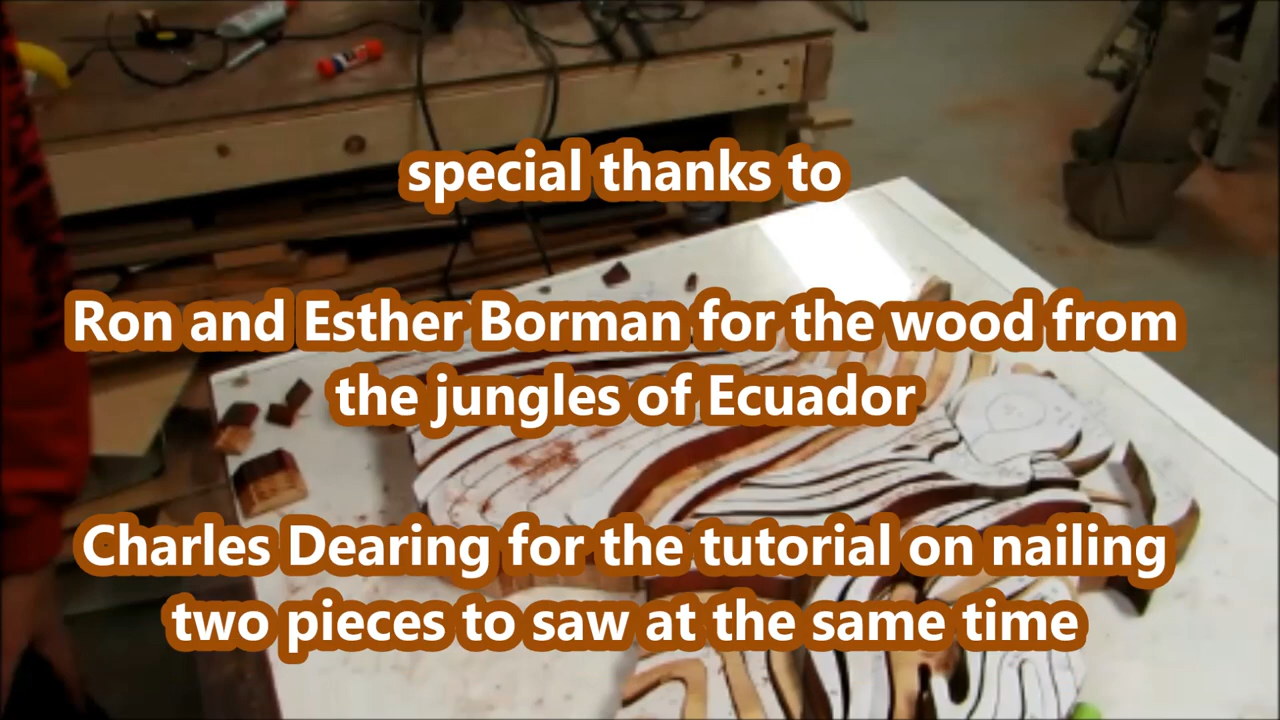 special thanks to
Ron and Esther Borman for the wood from
the jungles of Ecuador
Charles Dearing for the tutorial on nailing
two pieces to saw at the same time